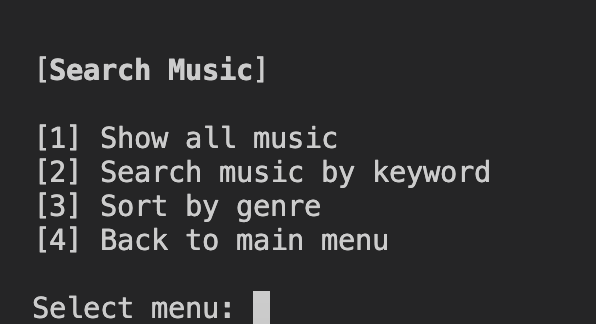 [Search Music]
[1] Show all music
[2] Search music by keyword
[3] Sort by genre
[4] Back to main menu
Select menu: